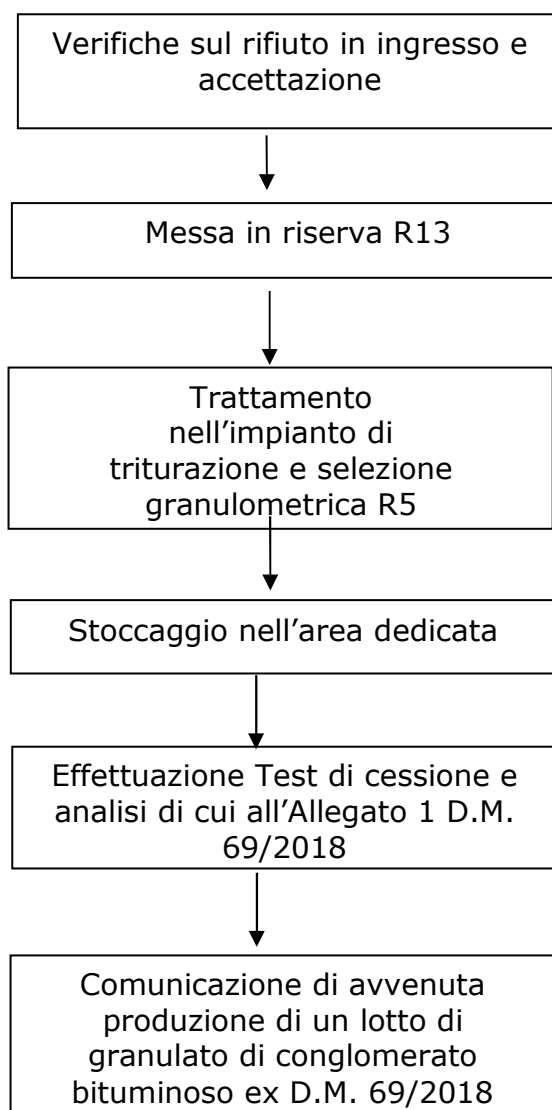 Verifiche sul rifiuto in ingresso e
accettazione
Messa in riserva R13
Trattamento
nell’impianto di
triturazione e selezione
granulometrica R5
Stoccaggio nell’area dedicata
Effettuazione Test di cessione e
analisi di cui all’Allegato 1 D.M.
69/2018
Comunicazione di avvenuta
produzione di un lotto di
granulato di conglomerato
bituminoso ex D.M. 69/2018